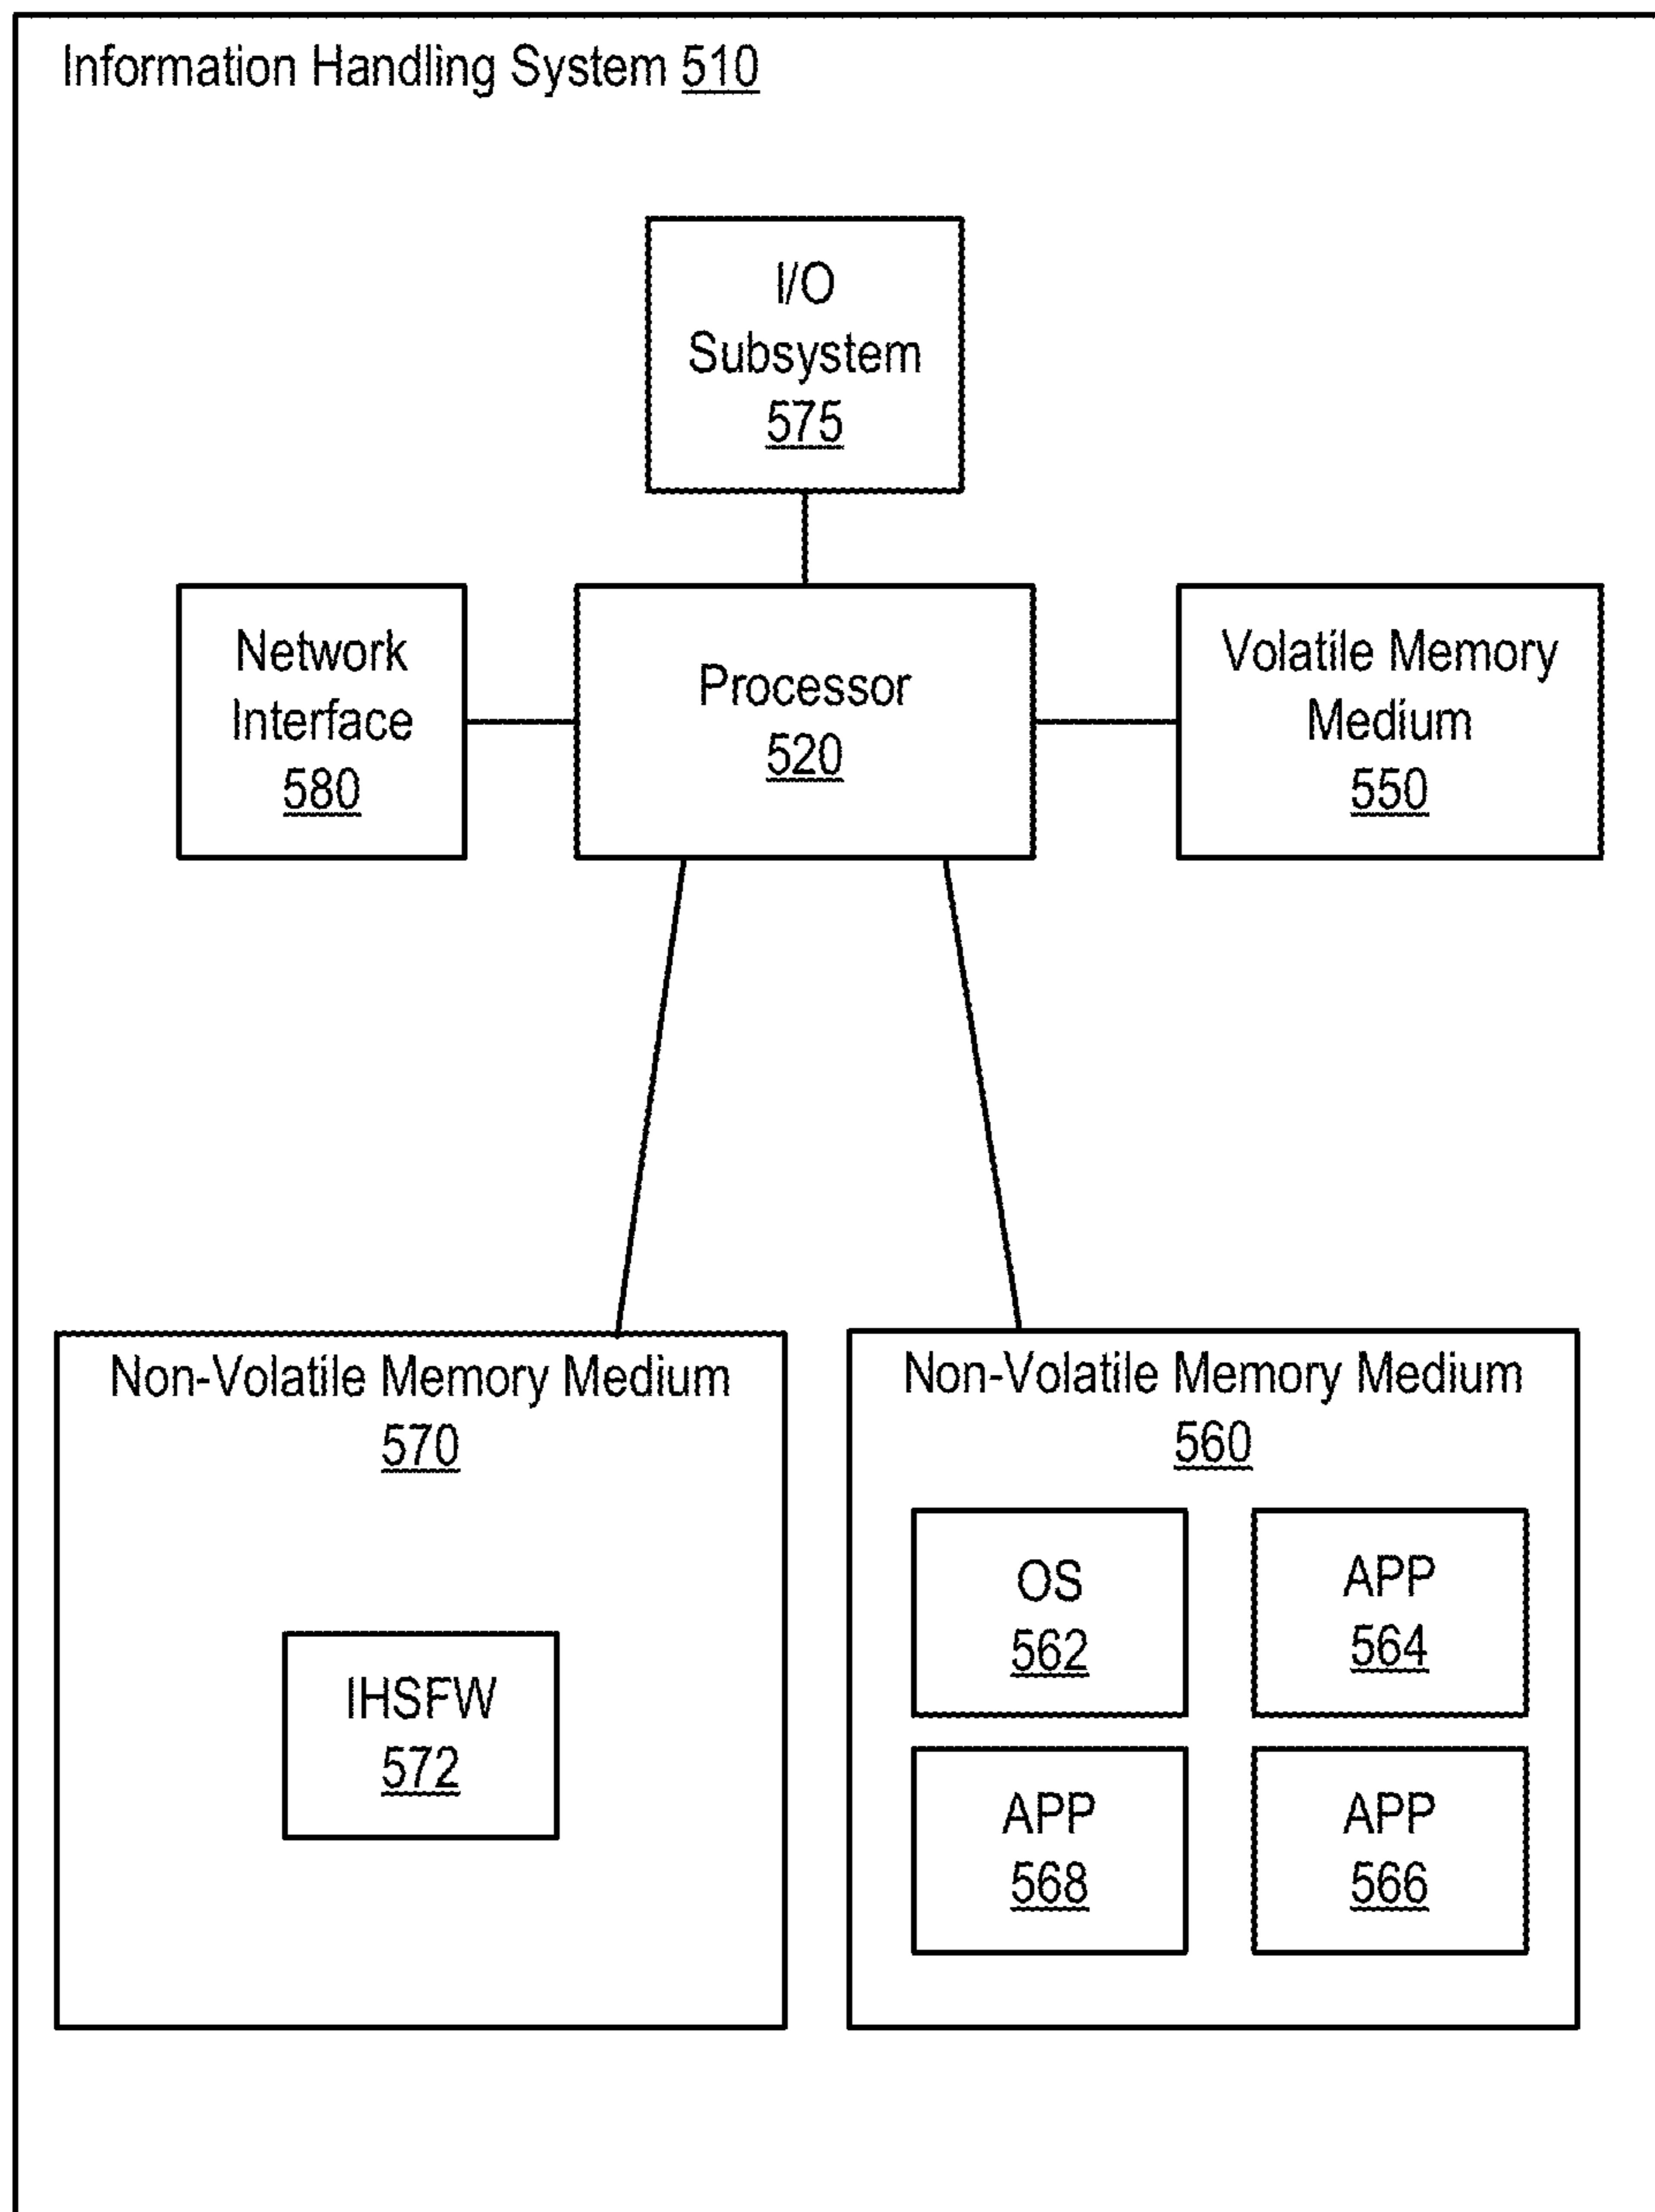 Information Handling System 510
I/O
Subsystem
575
Network
Interface
580
Processor
520
Volatile Memory
Medium
550
Non-Volatile Memory Medium
570
IHSFW
572
Non-Volatile Memory Medium
560
OS
562
APP
564
APP
568
APP
566